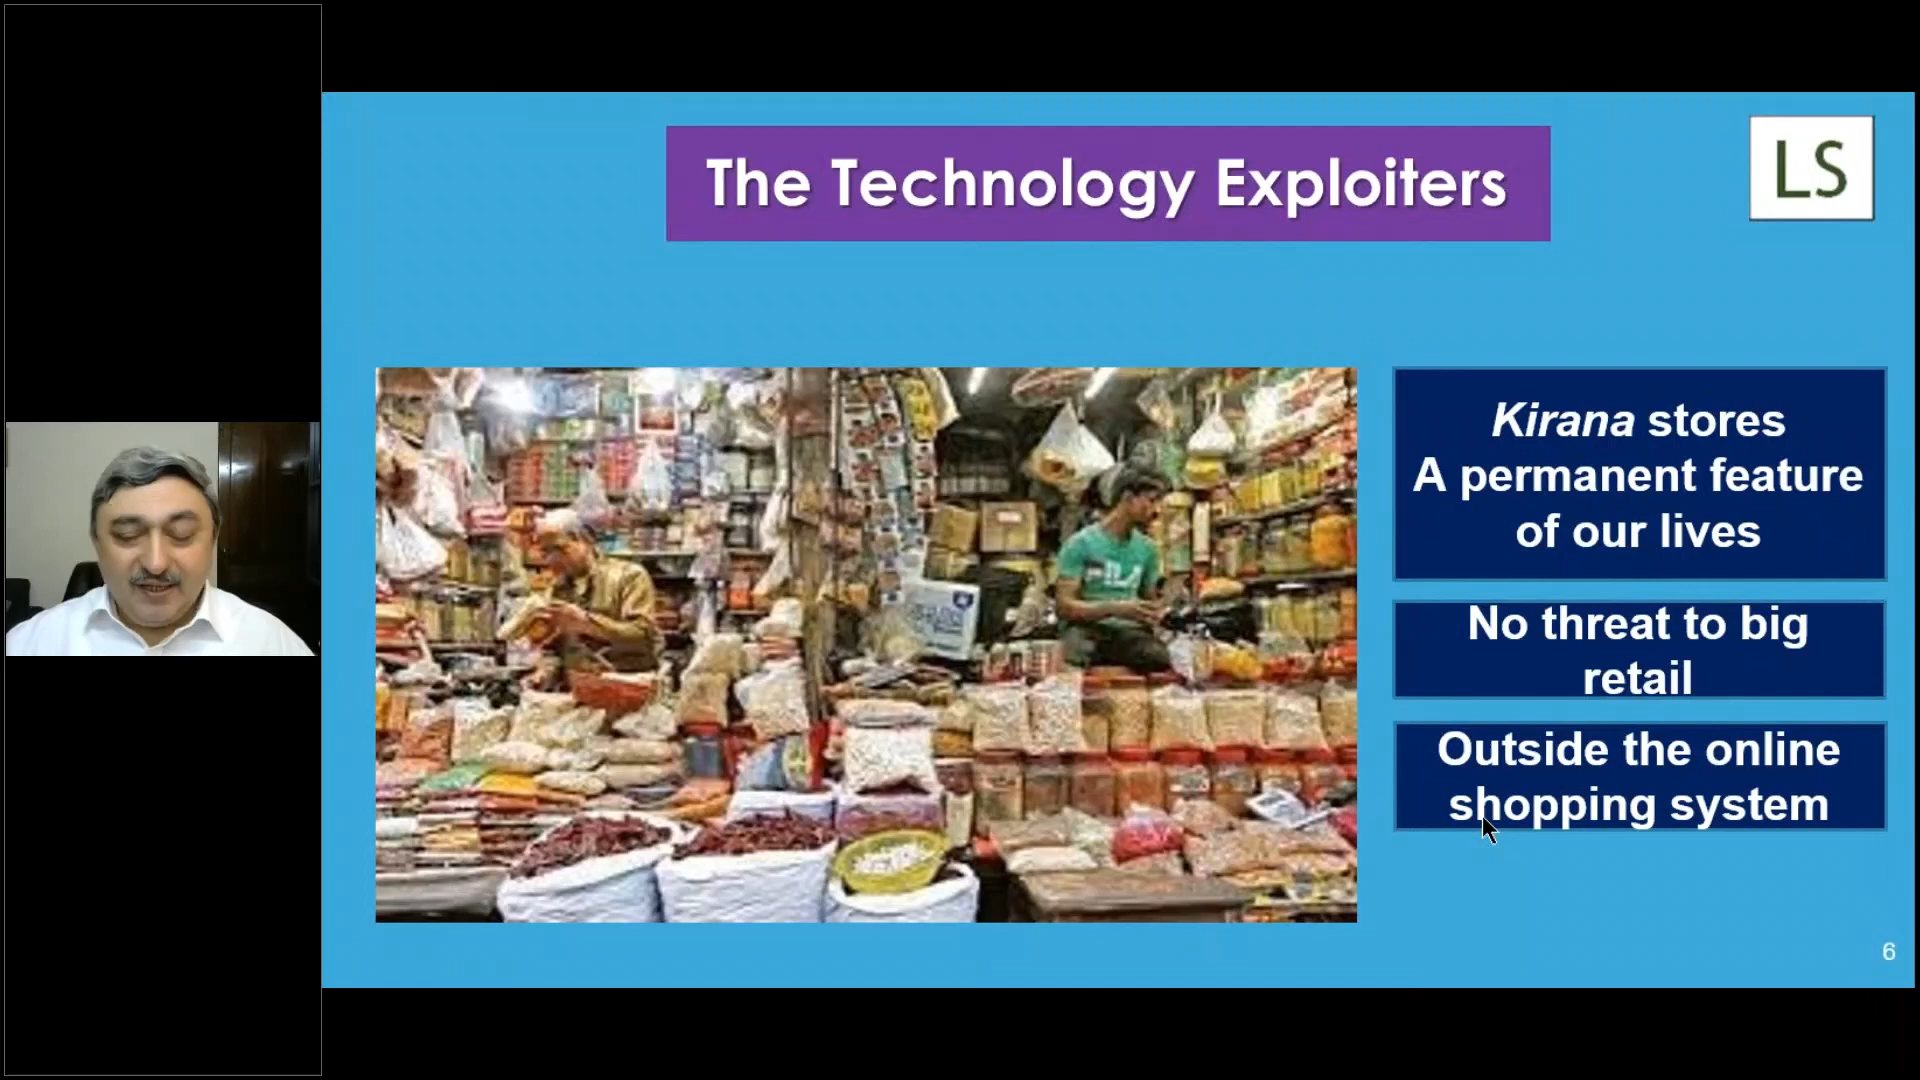 The Technology Exploiters
LS
Kirana stores
A permanent feature
of our lives
No threat to big
retail
Outside the online
shopping system
FILA
6